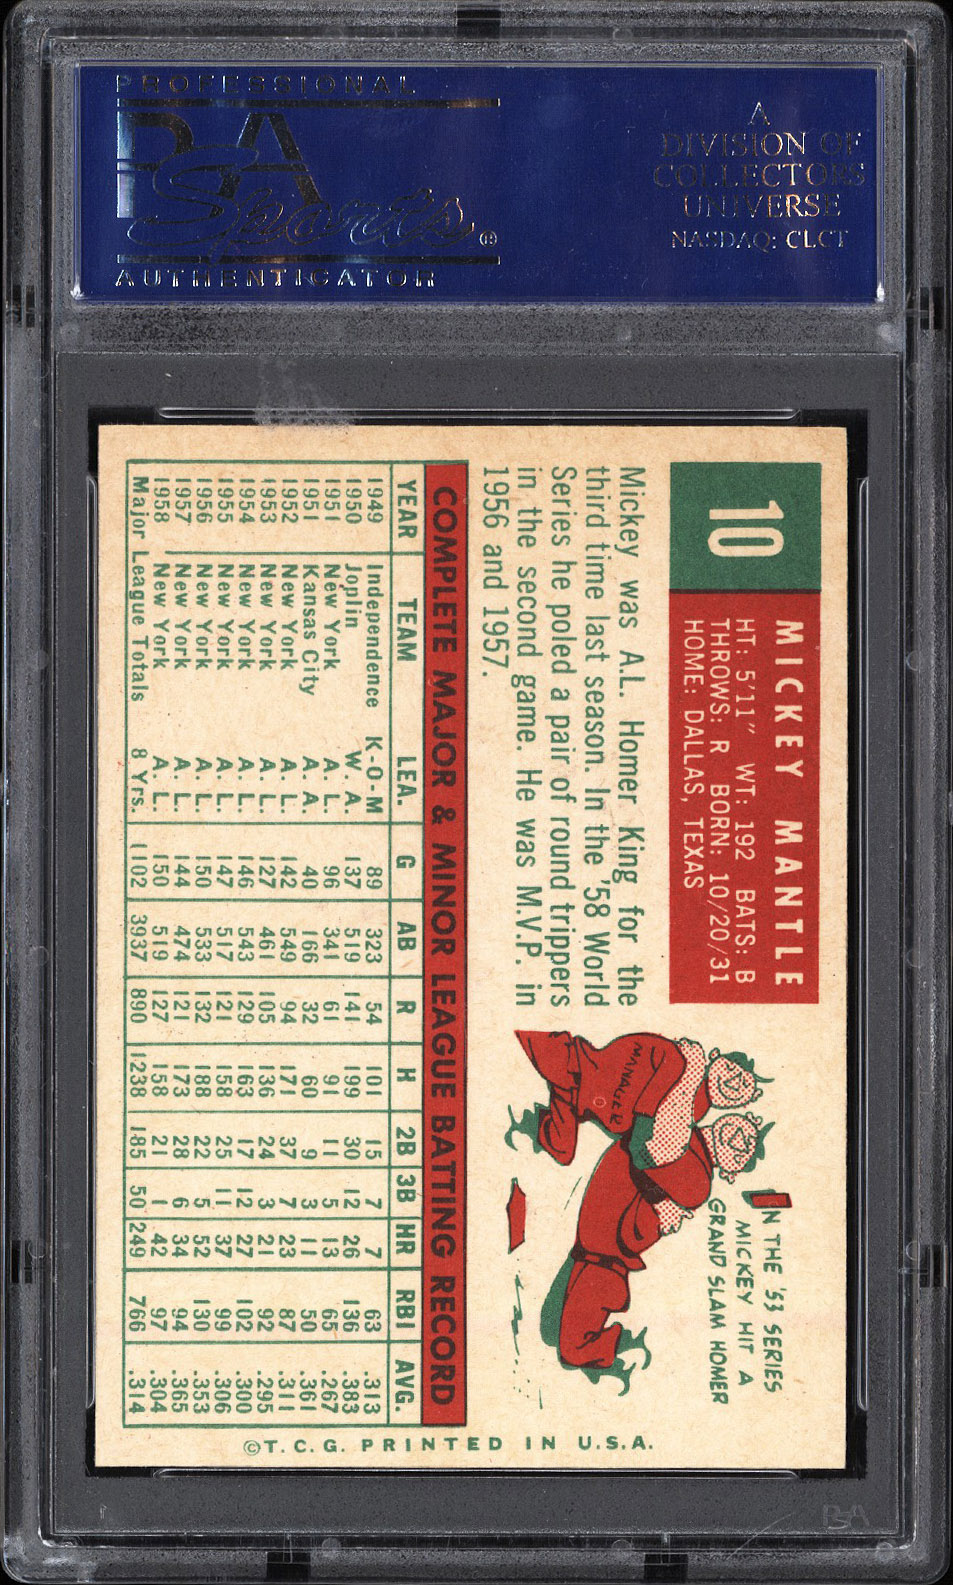 PROFESSIONAL
PSA
Sports®
AUTHENTICATOR
A
DIVISION OF
COLLECTORS
UNIVERSE
NASDAQ: CLCT
10
MICKEY MANTLE
HT: 5'11" WT: 192 BATS: B
THROWS: R BORN: 10/20/31
HOME: DALLAS, TEXAS
Mickey was A.L. Homer King for the
third time last season. In the '58 World
Series he poled a pair of round trippers
in the second game. He was M.V.P. in
1956 and 1957.
MANAGER
IN THE '53 SERIES
MICKEY HIT A
GRAND SLAM HOMER
COMPLETE MAJOR & MINOR LEAGUE BATTING RECORD
YEAR TEAM LEA. G AB R H 2B 3B HR RBI AVG.
1949 Independence K-O-M 89 323 54 101 15 7 7 63 .313
1950 Joplin W. A. 137 519 141 199 30 12 26 136 .383
1951 New York A. L. 96 341 61 91 11 5 13 65 .267
1951 Kansas City A. A. 40 166 32 60 9 3 11 50 .361
1952 New York A. L. 142 549 94 171 37 7 23 87 .311
1953 New York A. L. 127 461 105 136 24 3 21 92 .295
1954 New York A. L. 146 543 129 163 17 12 27 102 .300
1955 New York A. L. 147 517 121 158 25 11 37 99 .306
1956 New York A. L. 150 533 132 188 22 5 52 130 .353
1957 New York A. L. 144 474 121 173 28 6 34 94 .365
1958 New York A. L. 150 519 127 158 21 1 42 97 .304
Major League Totals 8 Yrs. 1102 3937 890 1238 185 50 249 766 .314
©T.C.G. PRINTED IN U.S.A.
PSA